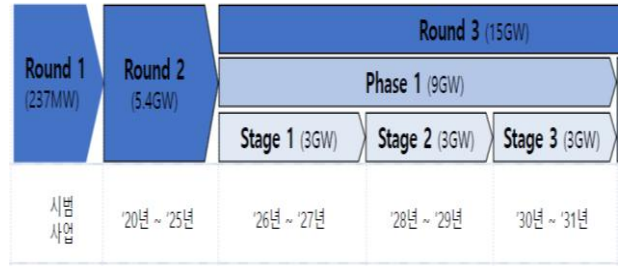 Round 3 (15GW)
Round 1
(237MW)
Round 2
(5.4GW)
Phase 1 (9GW)
Stage 1 (3GW)
Stage 2 (3GW)
Stage 3 (3GW)
시범
사업
'20년 ~ '25년
'26년 ~ '27년
'28년 ~ '29년
'30년 ~ '31년